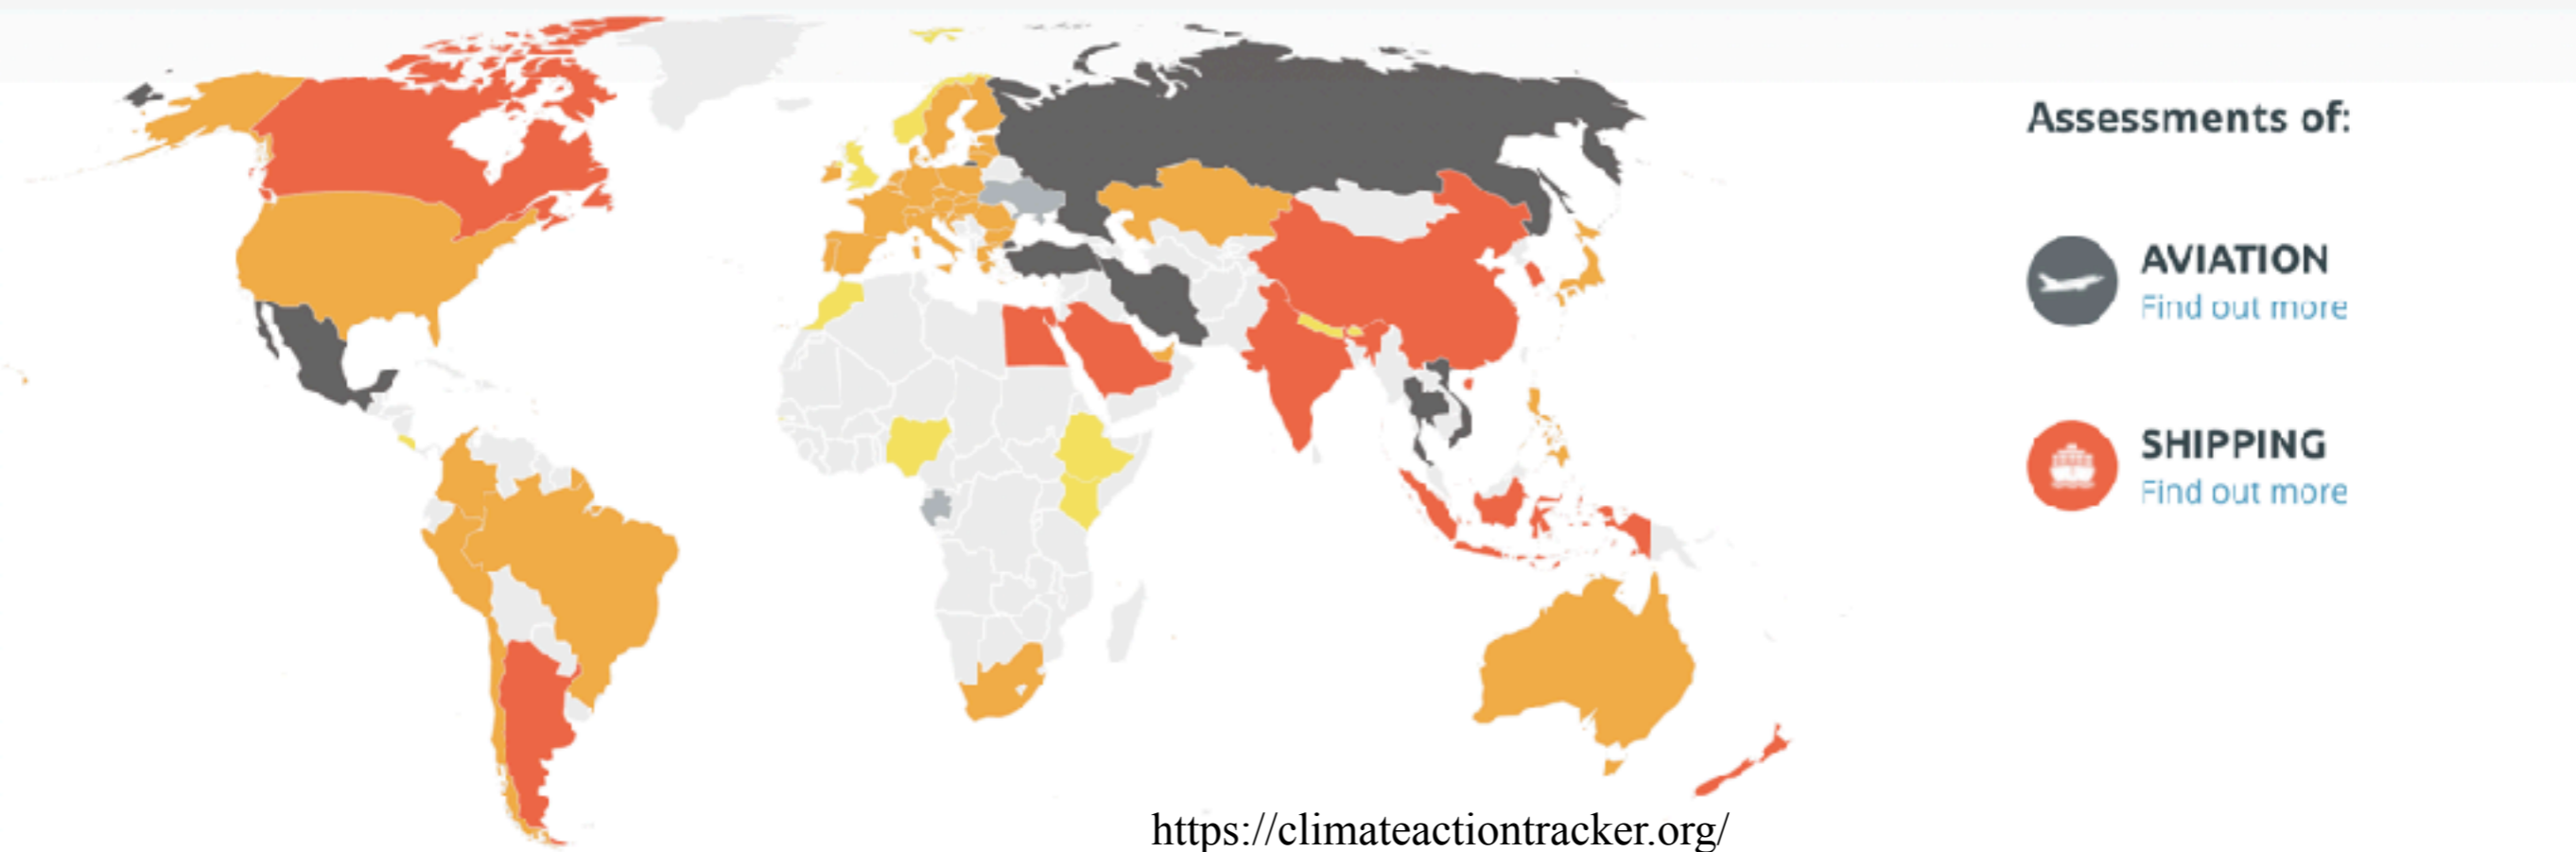 Assessments of:
AVIATION
Find out more
SHIPPING
Find out more
https://climateactiontracker.org/